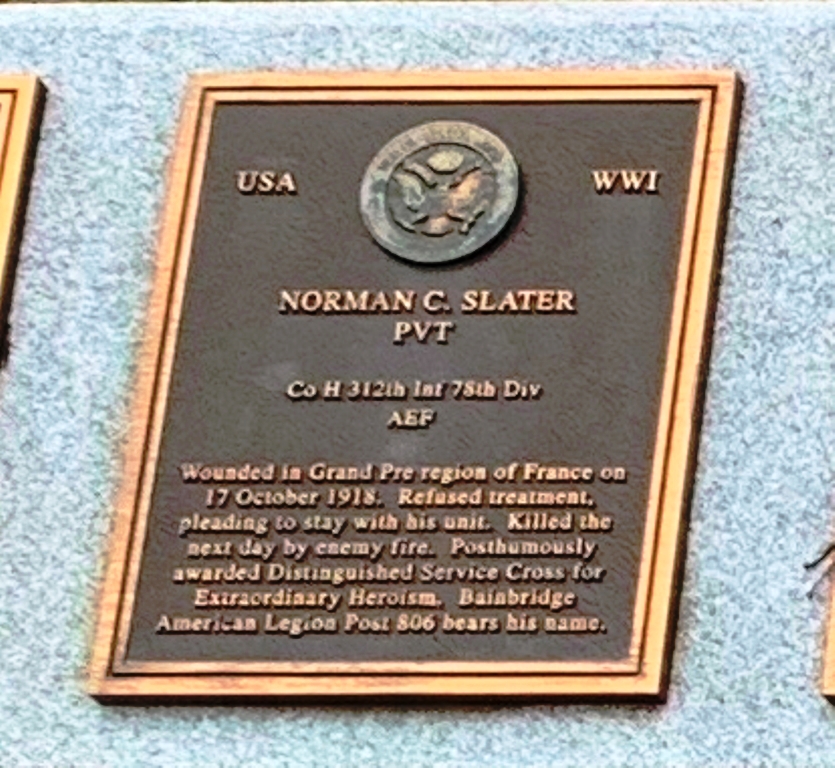 USA WWI
NORMAN C. SLATER
PVT
Co H 312th Inf 78th Div
AEF
Wounded in Grand Pre region of France on
17 October 1918. Refused treatment,
pleading to stay with his unit. Killed the
next day by enemy fire. Posthumously
awarded Distinguished Service Cross for
Extraordinary Heroism. Bainbridge
American Legion Post 806 bears his name.